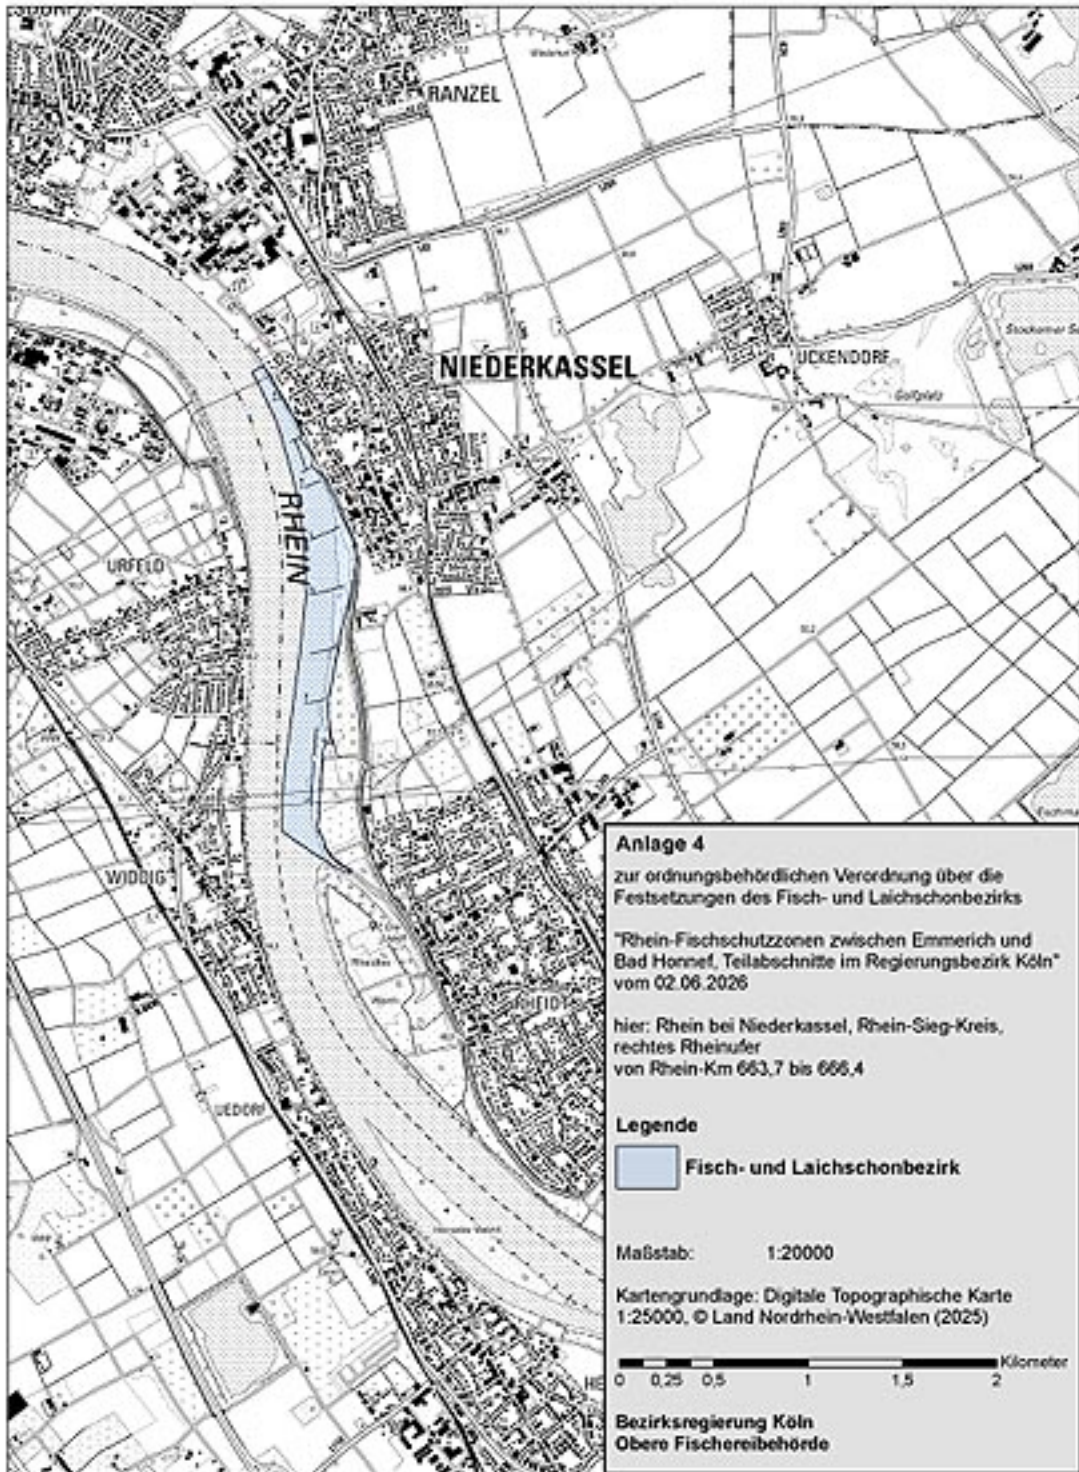 RANZEL
NIEDERKASSEL
UCKENDORF
Golfplatz
RHEIN
URFELD
WIDDIG
RHEIDT
UEDORF
Anlage 4
zur ordnungsbehördlichen Verordnung über die
Festsetzungen des Fisch- und Laichschonbezirks
"Rhein-Fischschutzzonen zwischen Emmerich und
Bad Honnef, Teilabschnitte im Regierungsbezirk Köln"
vom 02.06.2026
hier: Rhein bei Niederkassel, Rhein-Sieg-Kreis,
rechtes Rheinufer
von Rhein-Km 663,7 bis 666,4
Legende
Fisch- und Laichschonbezirk
Maßstab: 1:20000
Kartengrundlage: Digitale Topographische Karte
1:25000, © Land Nordrhein-Westfalen (2025)
Kilometer
0 0,25 0,5 1 1,5 2
Bezirksregierung Köln
Obere Fischereibehörde